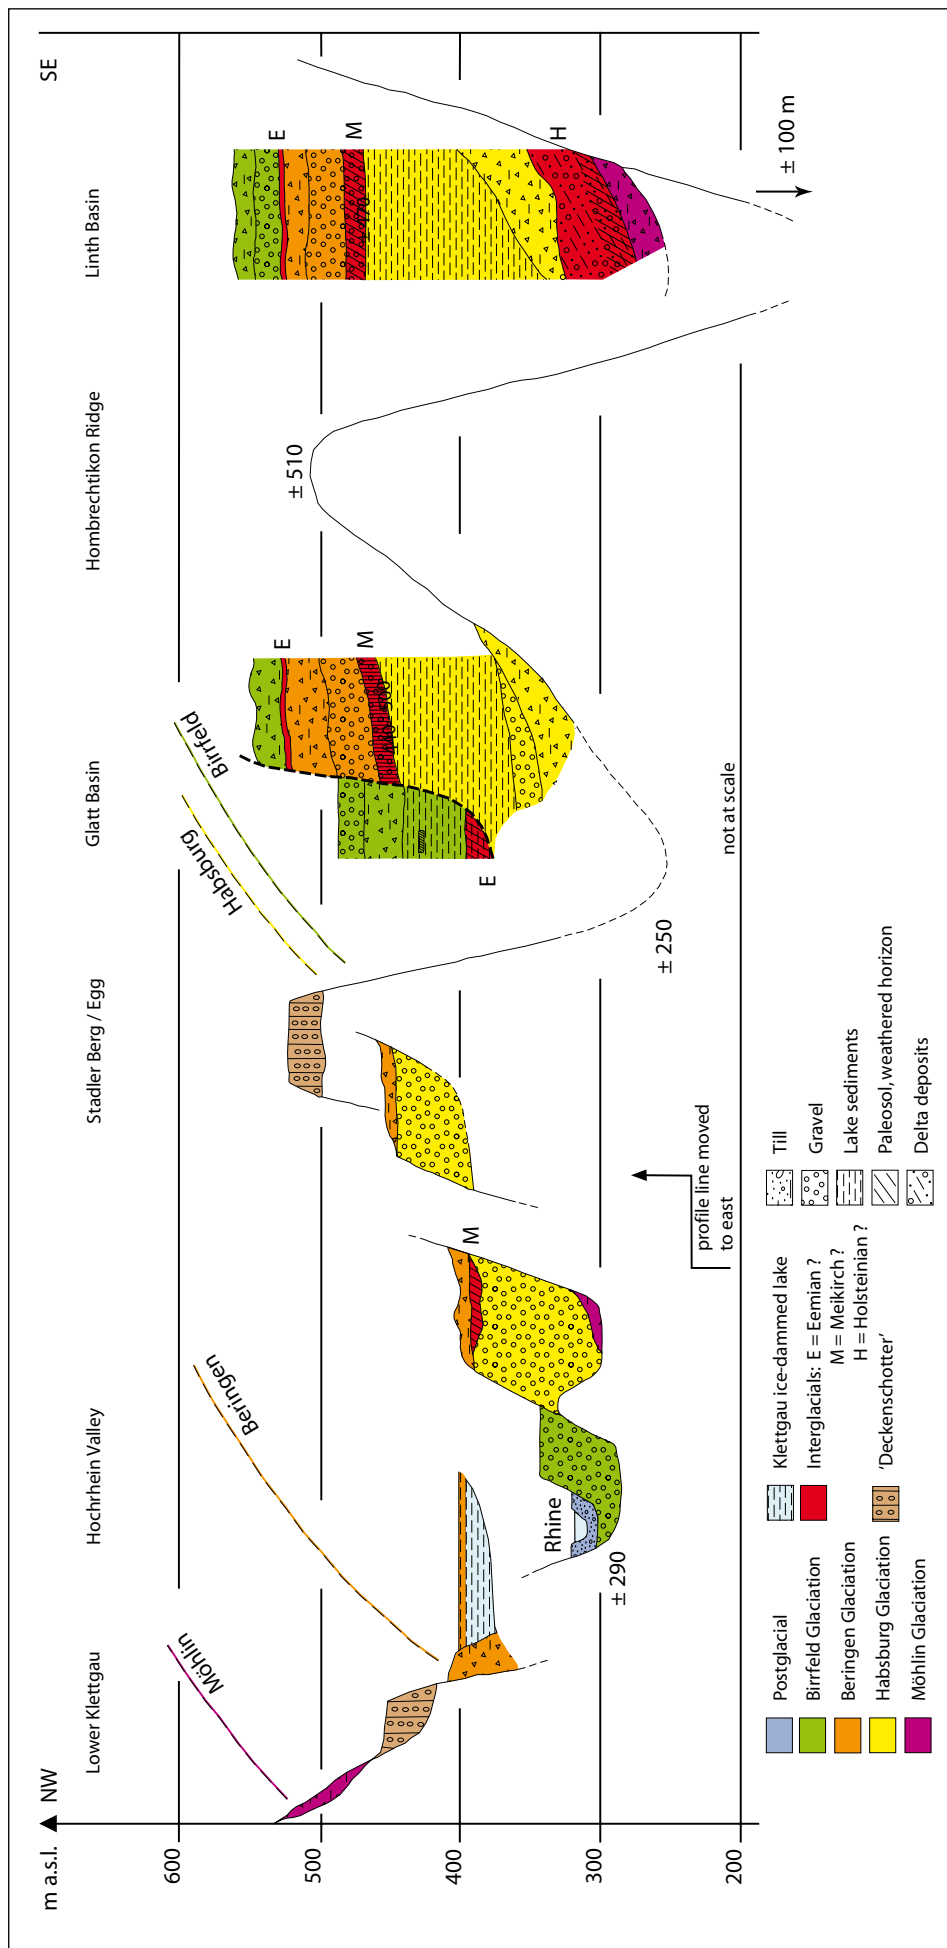 m a.s.l.
NW
SE
Lower Klettgau
Hochrhein Valley
Stadler Berg / Egg
Glatt Basin
Hombrechtikon Ridge
Linth Basin
600
500
400
300
200
Möhlin
Beringen
Habsburg
Birrfeld
Rhine
± 290
M
± 250
E
E
M
± 510
E
M
± 470
H
± 100 m
profile line moved
to east
not at scale
Postglacial
Birrfeld Glaciation
Beringen Glaciation
Habsburg Glaciation
Möhlin Glaciation
Klettgau ice-dammed lake
Interglacials: E = Eemian ?
M = Meikirch ?
H = Holsteinian ?
'Deckenschotter'
Till
Gravel
Lake sediments
Paleosol, weathered horizon
Delta deposits